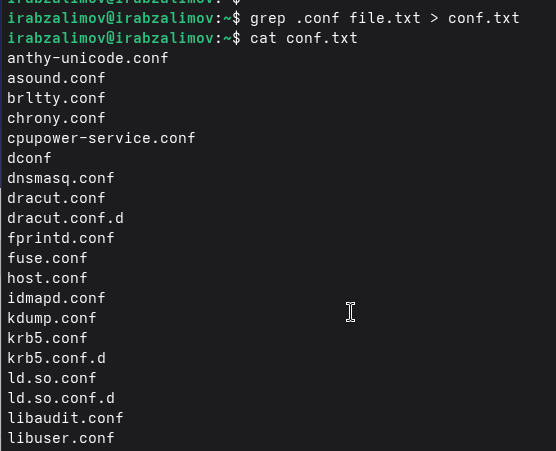 irabzalimov@irabzalimov:~$ grep .conf file.txt > conf.txt
irabzalimov@irabzalimov:~$ cat conf.txt
anthy-unicode.conf
asound.conf
brltty.conf
chrony.conf
cpupower-service.conf
dconf
dnsmasq.conf
dracut.conf
dracut.conf.d
fprintd.conf
fuse.conf
host.conf
idmapd.conf
kdump.conf
krb5.conf
krb5.conf.d
ld.so.conf
ld.so.conf.d
libaudit.conf
libuser.conf